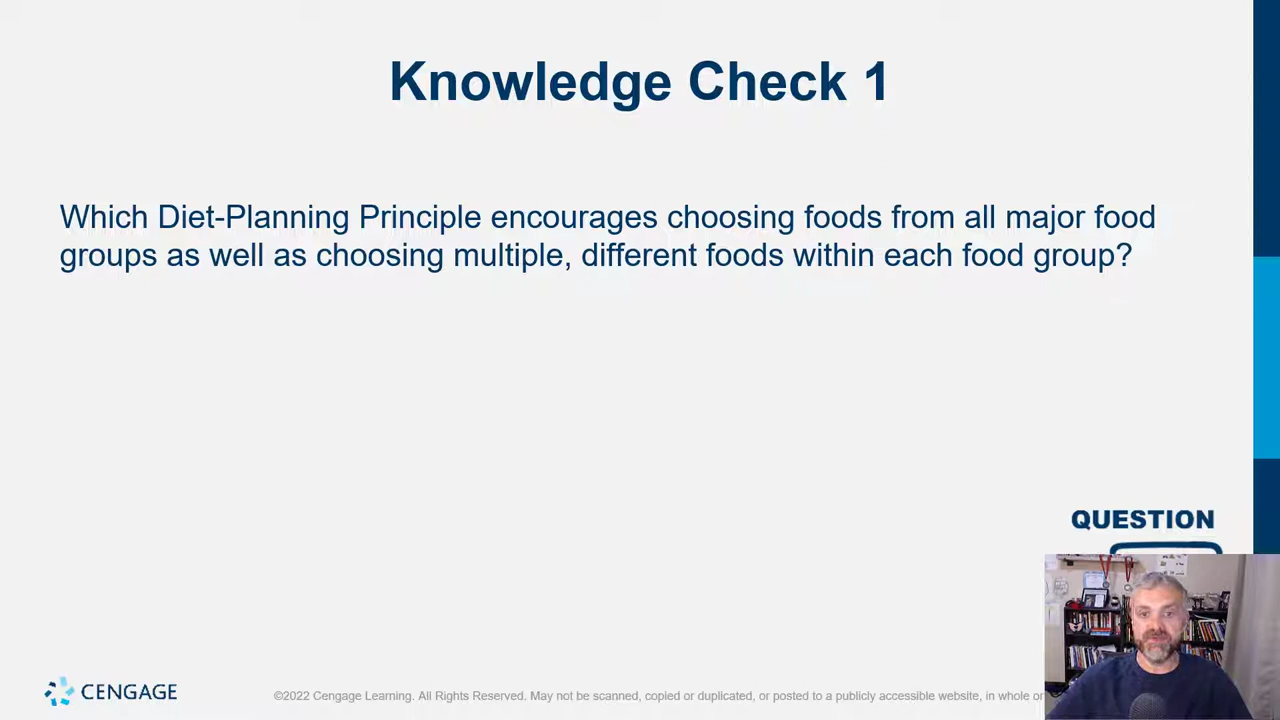 Knowledge Check 1
Which Diet-Planning Principle encourages choosing foods from all major food
groups as well as choosing multiple, different foods within each food group?
QUESTION
CENGAGE
©2022 Cengage Learning. All Rights Reserved. May not be scanned, copied or duplicated, or posted to a publicly accessible website, in whole or